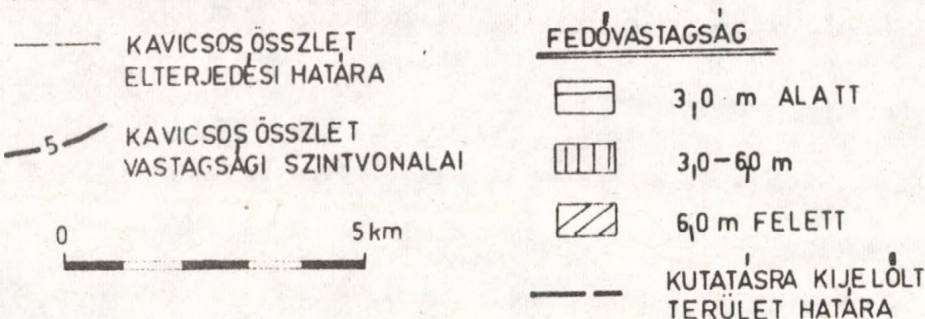 KAVICSOS ÖSSZLET
ELTERJEDÉSI HATÁRA
5
KAVICSOS ÖSSZLET
VASTAGSÁGI SZINTVONALAI
0 5 km
FEDŐVASTAGSÁG
3,0 m ALATT
3,0-6,0 m
6,0 m FELETT
KUTATÁSRA KIJELÖLT
TERÜLET HATÁRA